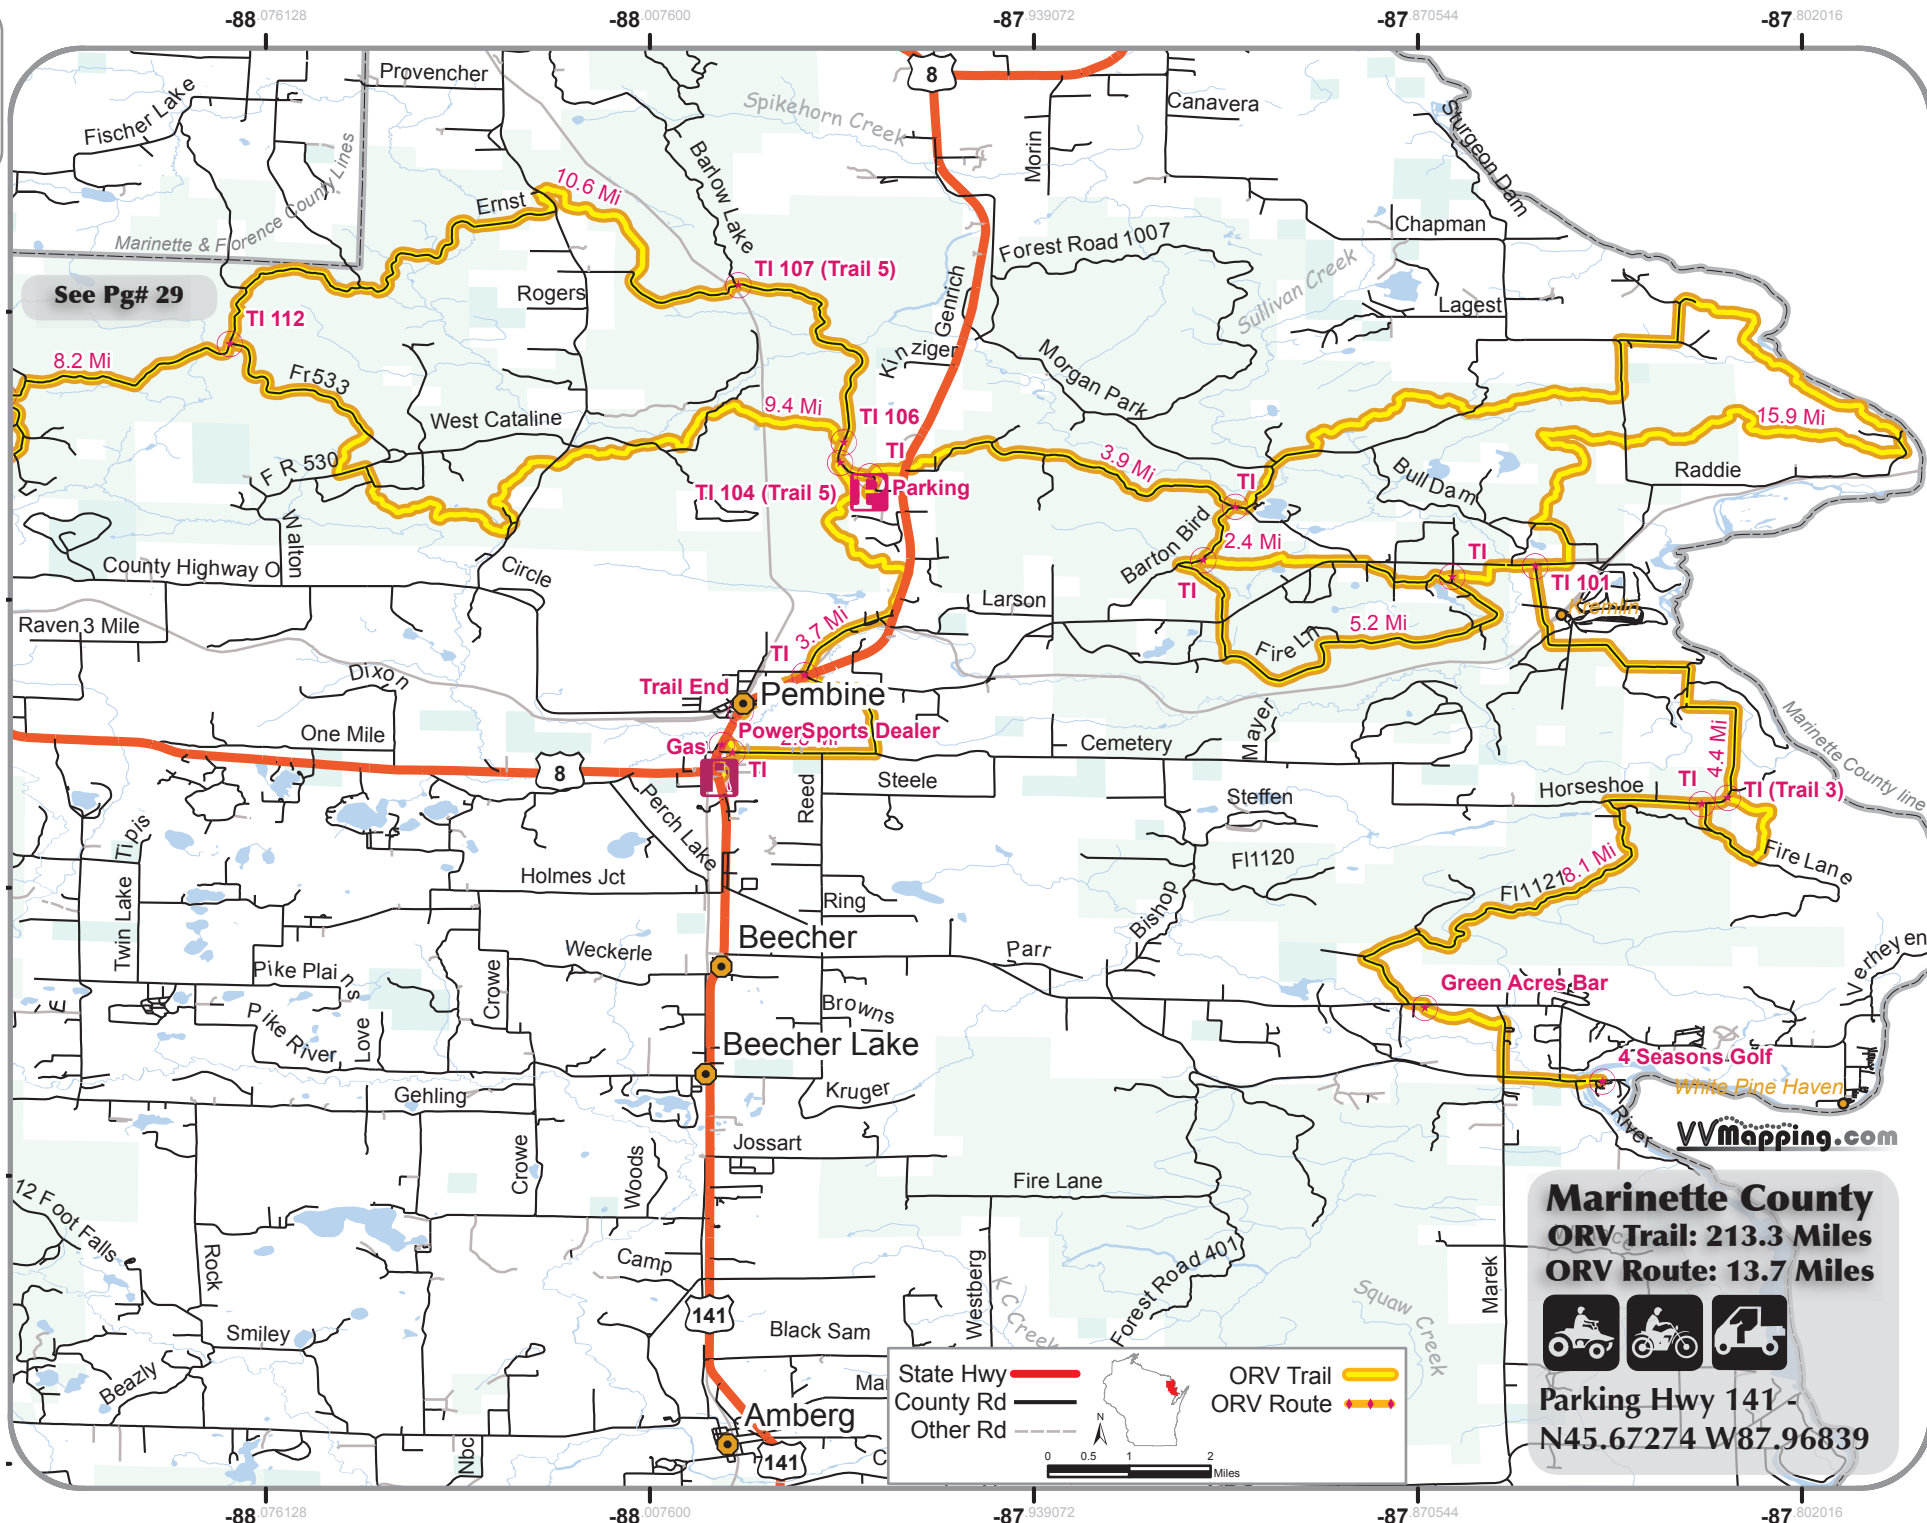 -88.076128
-88.007600
-87.939072
-87.870544
-87.802016
8
Provencher
Fischer Lake
Spikehorn Creek
Canavera
Morin
Sturgeon Dam
Barlow Lake
10.6 Mi
Ernst
Marinette & Florence County Lines
Chapman
Forest Road 1007
Sullivan Creek
TI 107 (Trail 5)
See Pg# 29
Rogers
Genrich
Lagest
TI 112
8.2 Mi
Kin ziger
Fr533
Morgan Park
9.4 Mi
West Cataline
TI 106
15.9 Mi
TI
3.9 Mi
F R 530
Raddie
Bull Dam
TI 104 (Trail 5)
Parking
TI
Walton
Barton Bird
2.4 Mi
TI
County Highway O
Circle
TI
TI 101
Larson
Kremlin
Raven 3 Mile
3.7 Mi
5.2 Mi
Fire Ln
TI
Dixon
Trail End
Pembine
Mayer
Marinette County line
One Mile
PowerSports Dealer
Gas
Cemetery
4.4 Mi
8
TI
Reed
Steele
Horseshoe
TI
TI (Trail 3)
Steffen
Perch Lake
Tipis
Fire Lane
Fl1120
8.1 Mi
Holmes Jct
Fl1121
Ring
Twin Lake
Bishop
Beecher
Weckerle
Parr
Verhey en
Pike Plai n s
Crowe
Green Acres Bar
Browns
Pike River
Love
Beecher Lake
4 Seasons Golf
White Pine Haven
Gehling
Kruger
River
VVMapping.com
Jossart
Crowe
Woods
Fire Lane
12 Foot Falls
Marinette County
ORV Trail: 213.3 Miles
ORV Route: 13.7 Miles
Rock
Camp
Westberg
Forest Road 401
K C Creek
Squaw Creek
Marek
141
Smiley
Black Sam
Beazly
State Hwy
County Rd
Other Rd
ORV Trail
ORV Route
N
0 0.5 1 2
Miles
Parking Hwy 141 -
N45.67274 W87.96839
Amberg
Nbc
141
-88.076128
-88.007600
-87.939072
-87.870544
-87.802016